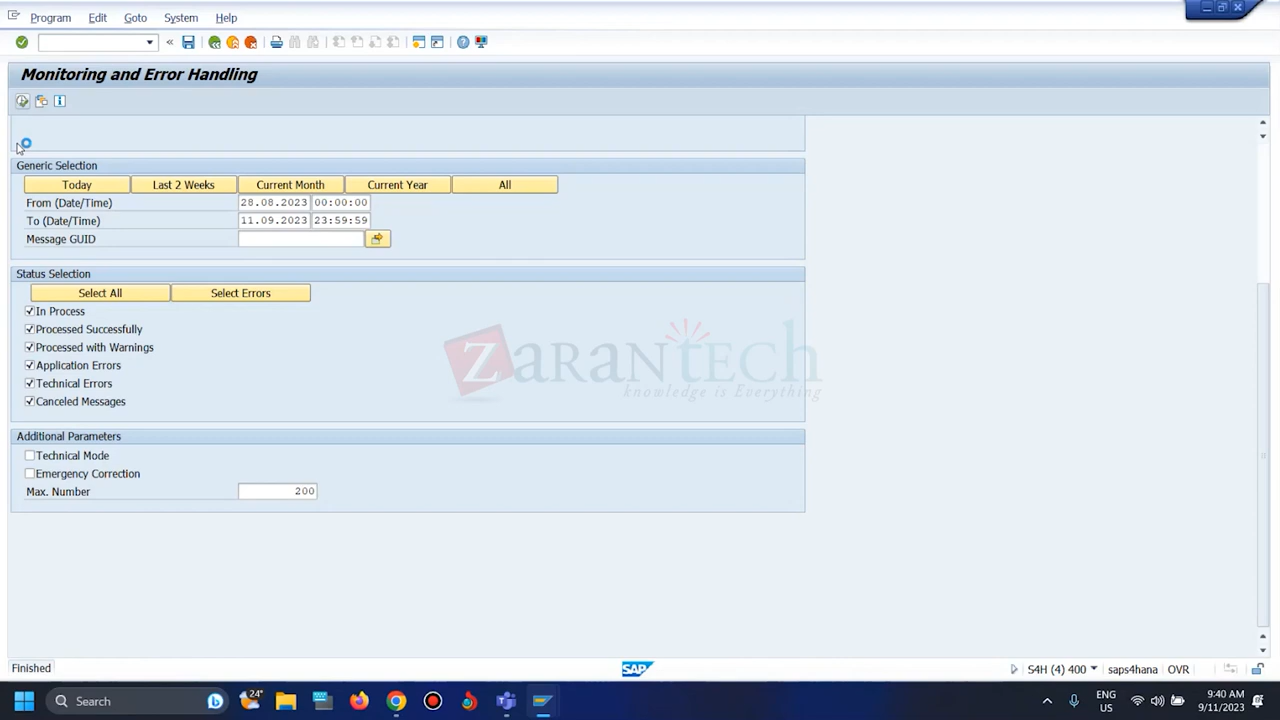 Program Edit Goto System Help
Monitoring and Error Handling
Generic Selection
Today Last 2 Weeks Current Month Current Year All
From (Date/Time) 28.08.2023 00:00:00
To (Date/Time) 11.09.2023 23:59:59
Message GUID
Status Selection
Select All Select Errors
In Process
Processed Successfully
Processed with Warnings
Application Errors
Technical Errors
Canceled Messages
ZARANTECH
knowledge is Everything
Additional Parameters
Technical Mode
Emergency Correction
Max. Number 200
Finished SAP S4H (4) 400 saps4hana OVR
Search 24° ENG US 9:40 AM 9/11/2023